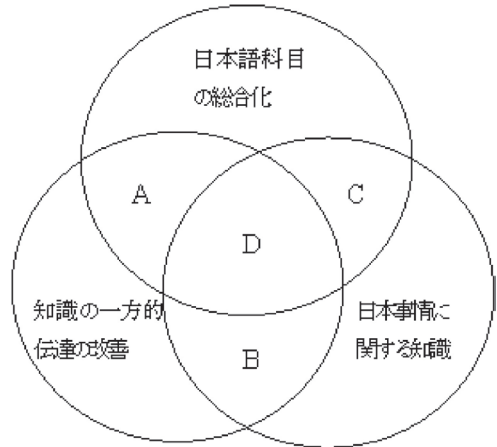 日本語科目
の総合化
A
C
D
知識の一方的
伝達の改善
日本事情に
関する知識
B